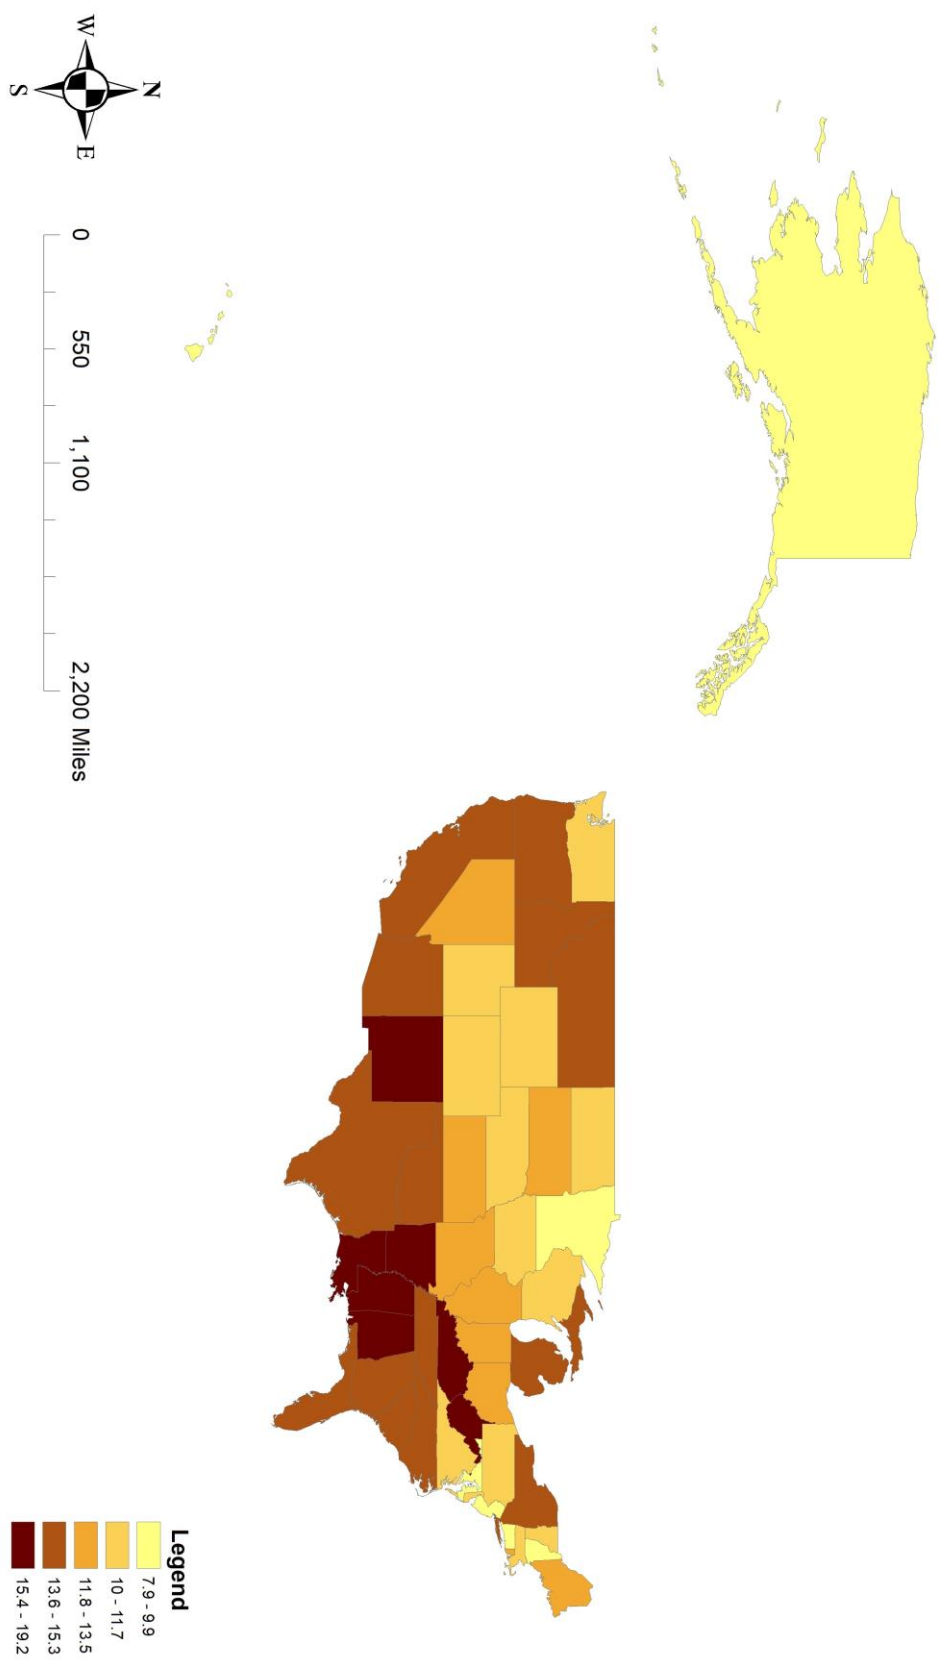 N
W
E
S
0 550 1,100 2,200 Miles
Legend
7.9 - 9.9
10 - 11.7
11.8 - 13.5
13.6 - 15.3
15.4 - 19.2